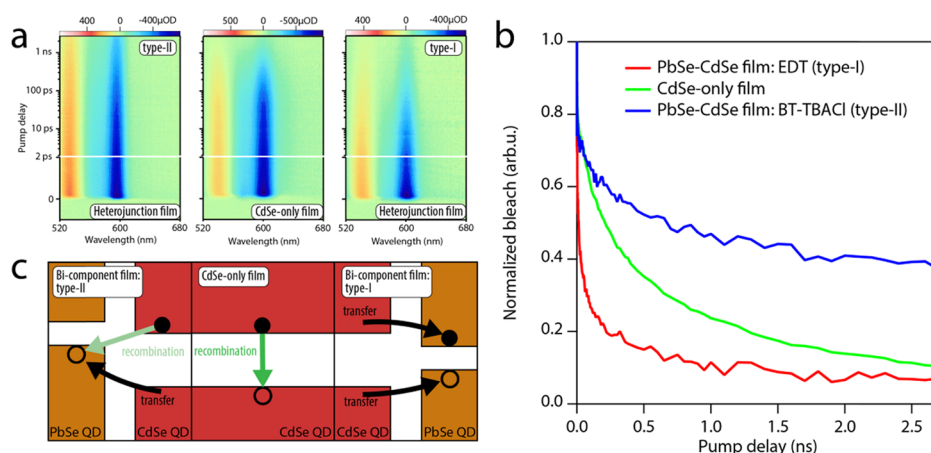 a
400 0 -400µOD
500 0 -500µOD
400 0 -400µOD
type-II
type-I
1 ns
100 ps
10 ps
2 ps
0
Pump delay
Heterojunction film
CdSe-only film
Heterojunction film
520 600 680
520 600 680
520 600 680
Wavelength (nm)
Wavelength (nm)
Wavelength (nm)
b
1.0
0.8
0.6
0.4
0.2
0.0
Normalized bleach (arb.u.)
PbSe-CdSe film: EDT (type-I)
CdSe-only film
PbSe-CdSe film: BT-TBACl (type-II)
0.0 0.5 1.0 1.5 2.0 2.5
Pump delay (ns)
c
Bi-component film:
type-II
CdSe-only film
Bi-component film:
type-I
transfer
recombination
recombination
transfer
transfer
PbSe QD
CdSe QD
CdSe QD
CdSe QD
PbSe QD